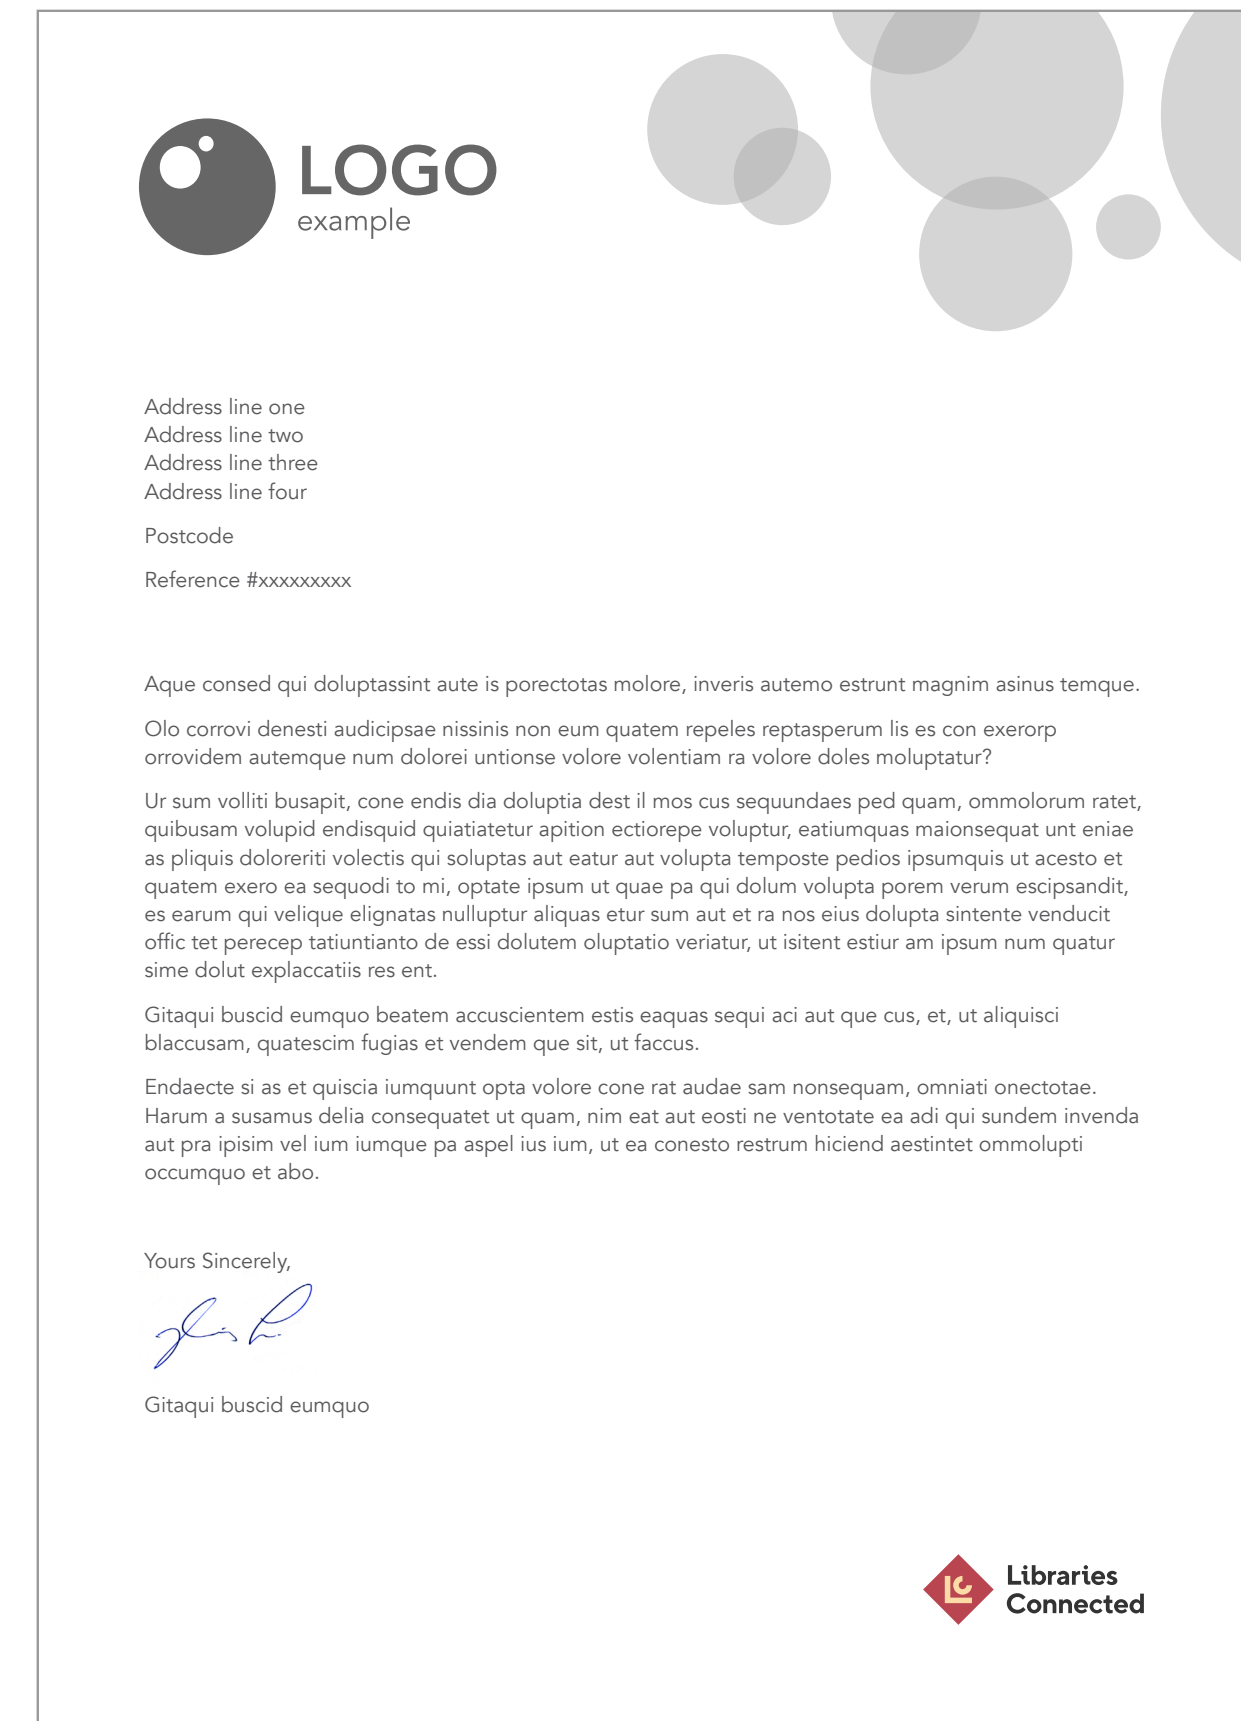 LOGO
example
Address line one
Address line two
Address line three
Address line four
Postcode
Reference #xxxxxxxxx
Aque consed qui doluptassint aute is porectotas molore, inveris autemo estrunt magnim asinus temque.
Olo corrovi denesti audicipsae nissinis non eum quatem repeles reptasperum lis es con exerorp
orrovidem autemque num dolorei untionse volore volentiam ra volore doles moluptatur?
Ur sum volliti busapit, cone endis dia doluptia dest il mos cus sequundaes ped quam, ommolorum ratet,
quibusam volupid endisquid quiatiatetur apition ectiorepe voluptur, eatiumquas maionsequat unt eniae
as pliquis doloreriti volectis qui soluptas aut eatur aut volupta temposte pedios ipsumquis ut acesto et
quatem exero ea sequodi to mi, optate ipsum ut quae pa qui dolum volupta porem verum escipsandit,
es earum qui velique elignatas nulluptur aliquas etur sum aut et ra nos eius dolupta sintente venducit
offic tet perecep tatiuntianto de essi dolutem oluptatio veriatur, ut isitent estiur am ipsum num quatur
sime dolut explaccatiis res ent.
Gitaqui buscid eumquo beatem accuscientem estis eaquas sequi aci aut que cus, et, ut aliquisci
blaccusam, quatescim fugias et vendem que sit, ut faccus.
Endaecte si as et quiscia iumquunt opta volore cone rat audae sam nonsequam, omniati onectotae.
Harum a susamus delia consequatet ut quam, nim eat aut eosti ne ventotate ea adi qui sundem invenda
aut pra ipisim vel ium iumque pa aspel ius ium, ut ea conesto restrum hiciend aestintet ommolupti
occumquo et abo.
Yours Sincerely,
Gitaqui buscid eumquo
LC
Libraries
Connected